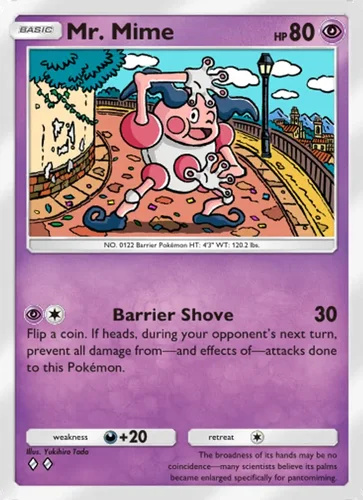 BASIC
Mr. Mime
HP 80
NO. 0122 Barrier Pokémon HT: 4'3" WT: 120.2 lbs.
Barrier Shove 30
Flip a coin. If heads, during your opponent's next turn,
prevent all damage from—and effects of—attacks done
to this Pokémon.
Illus. Yukihiro Tada
weakness +20
retreat
The broadness of its hands may be no
coincidence—many scientists believe its palms
became enlarged specifically for pantomiming.